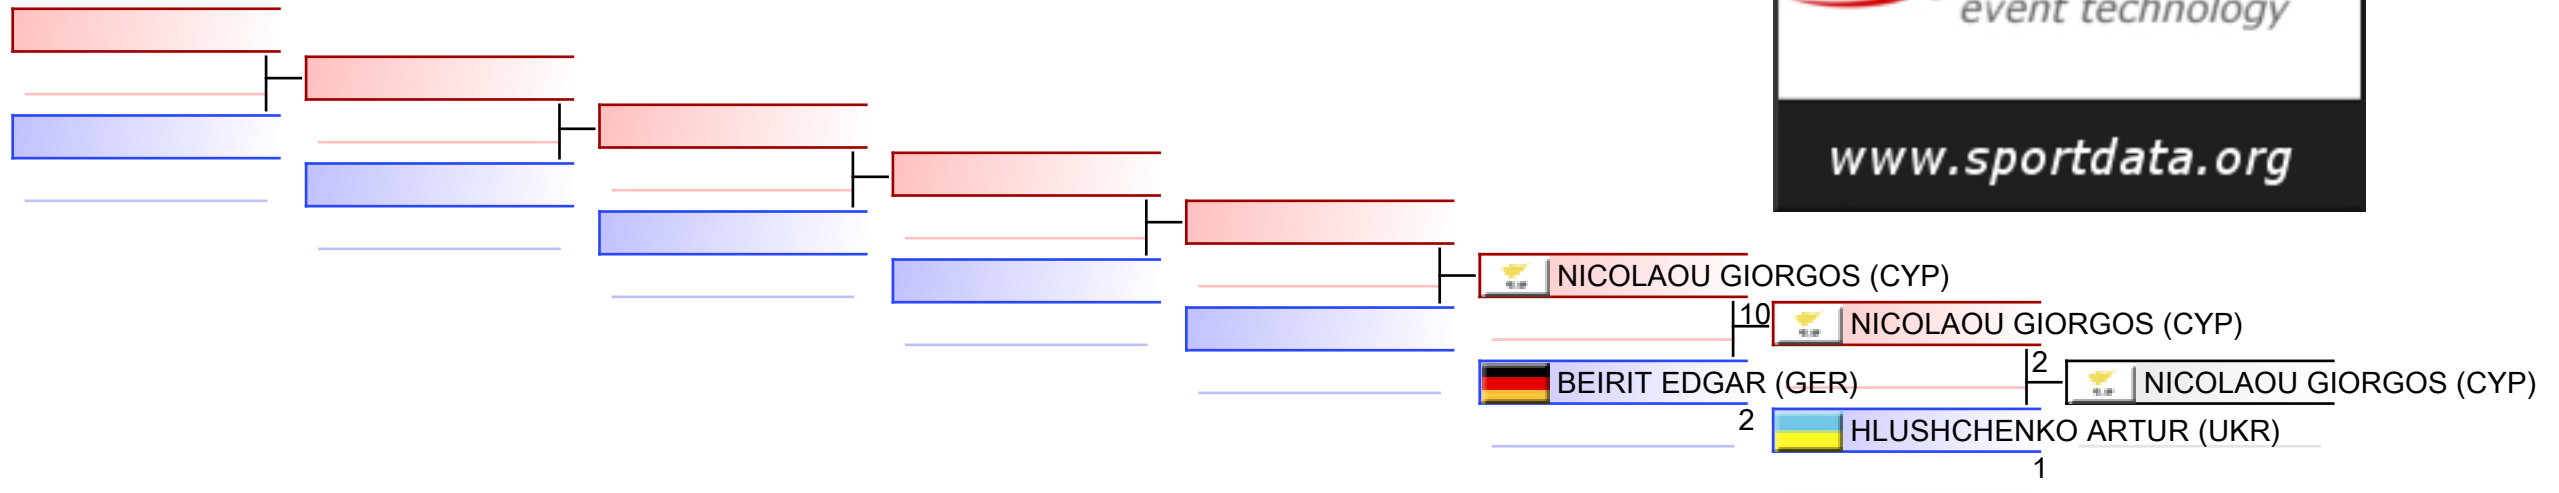 event technology
www.sportdata.org
NICOLAOU GIORGOS (CYP)
10
NICOLAOU GIORGOS (CYP)
BEIRIT EDGAR (GER)
2
2
NICOLAOU GIORGOS (CYP)
HLUSHCHENKO ARTUR (UKR)
1